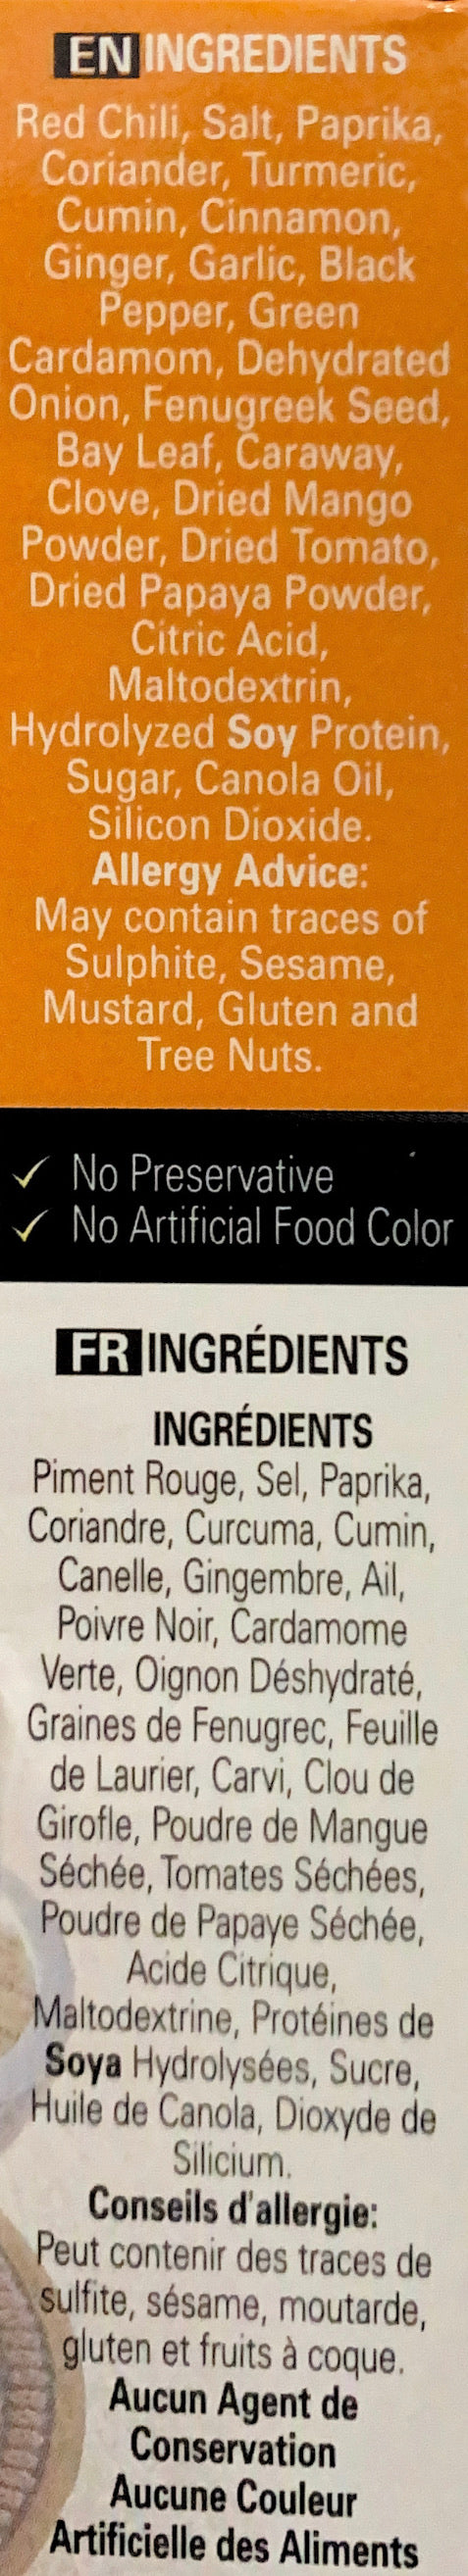 EN INGREDIENTS
Red Chili, Salt, Paprika,
Coriander, Turmeric,
Cumin, Cinnamon,
Ginger, Garlic, Black
Pepper, Green
Cardamom, Dehydrated
Onion, Fenugreek Seed,
Bay Leaf, Caraway,
Clove, Dried Mango
Powder, Dried Tomato,
Dried Papaya Powder,
Citric Acid,
Maltodextrin,
Hydrolyzed Soy Protein,
Sugar, Canola Oil,
Silicon Dioxide.
Allergy Advice:
May contain traces of
Sulphite, Sesame,
Mustard, Gluten and
Tree Nuts.
✓ No Preservative
✓ No Artificial Food Color
FR INGRÉDIENTS
INGRÉDIENTS
Piment Rouge, Sel, Paprika,
Coriandre, Curcuma, Cumin,
Canelle, Gingembre, Ail,
Poivre Noir, Cardamome
Verte, Oignon Déshydraté,
Graines de Fenugrec, Feuille
de Laurier, Carvi, Clou de
Girofle, Poudre de Mangue
Séchée, Tomates Séchées,
Poudre de Papaye Séchée,
Acide Citrique,
Maltodextrine, Protéines de
Soya Hydrolysées, Sucre,
Huile de Canola, Dioxyde de
Silicium.
Conseils d'allergie:
Peut contenir des traces de
sulfite, sésame, moutarde,
gluten et fruits à coque.
Aucun Agent de
Conservation
Aucune Couleur
Artificielle des Aliments